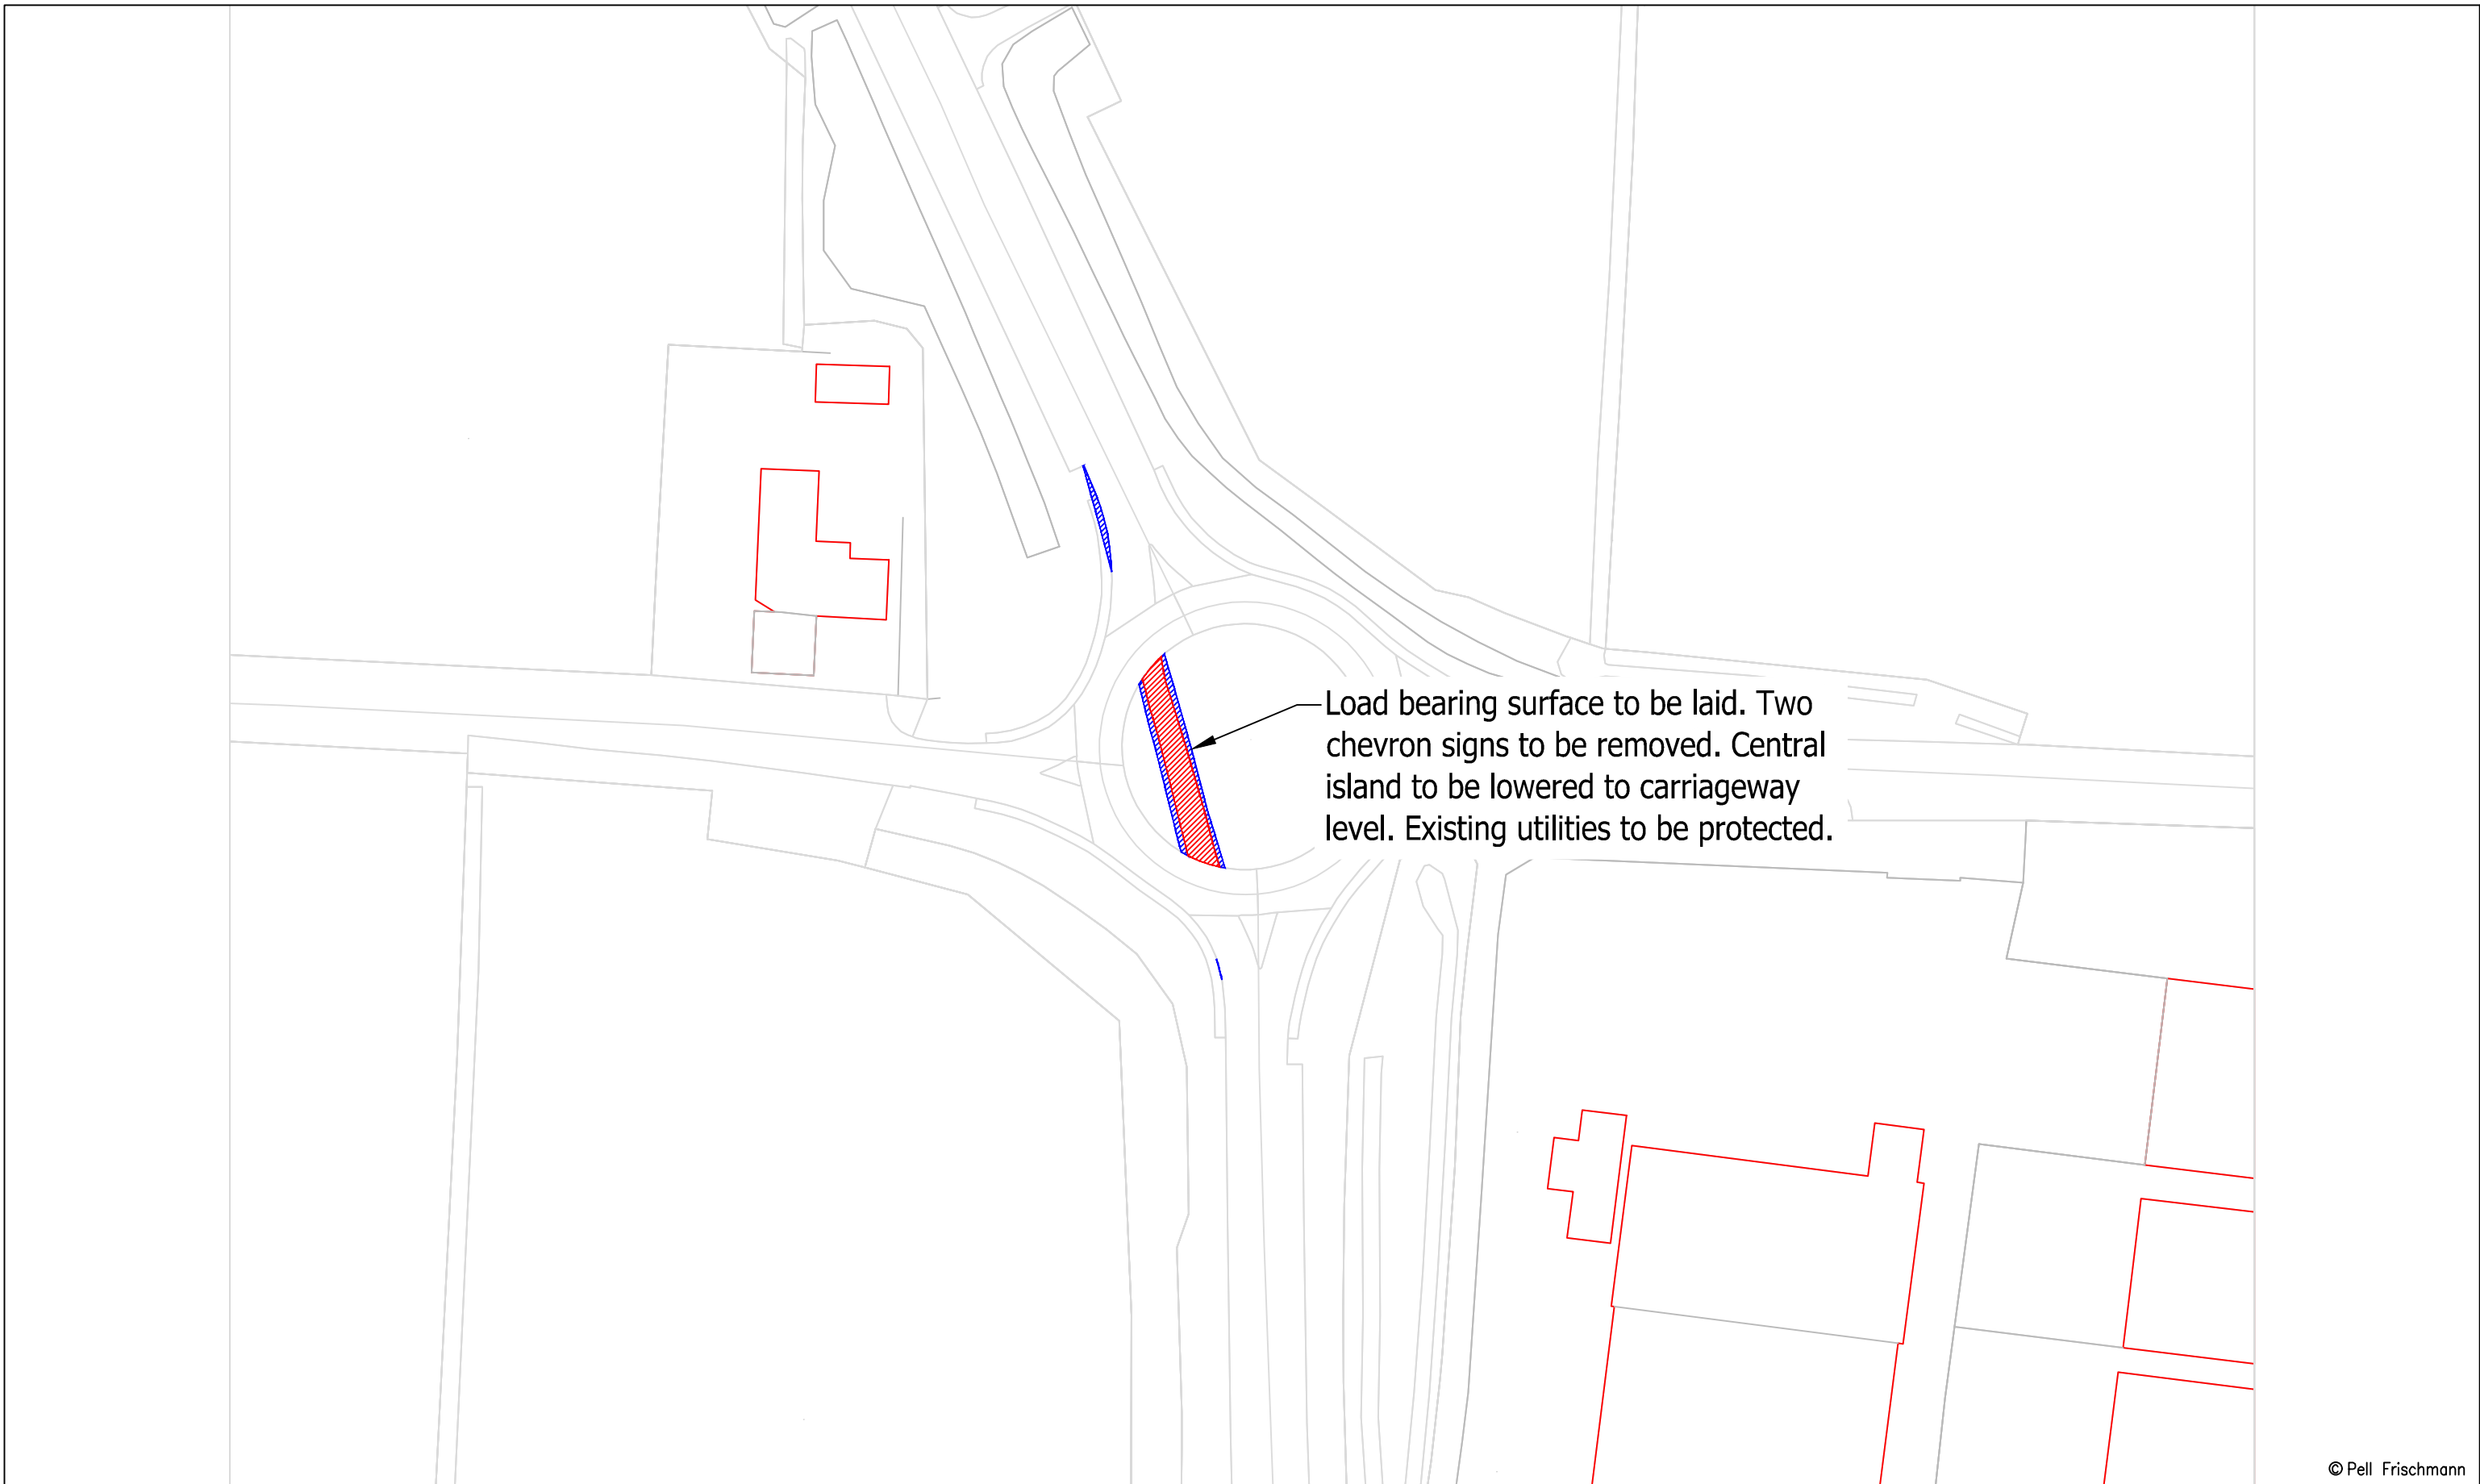 Load bearing surface to be laid. Two
chevron signs to be removed. Central
island to be lowered to carriageway
level. Existing utilities to be protected.
© Pell Frischmann